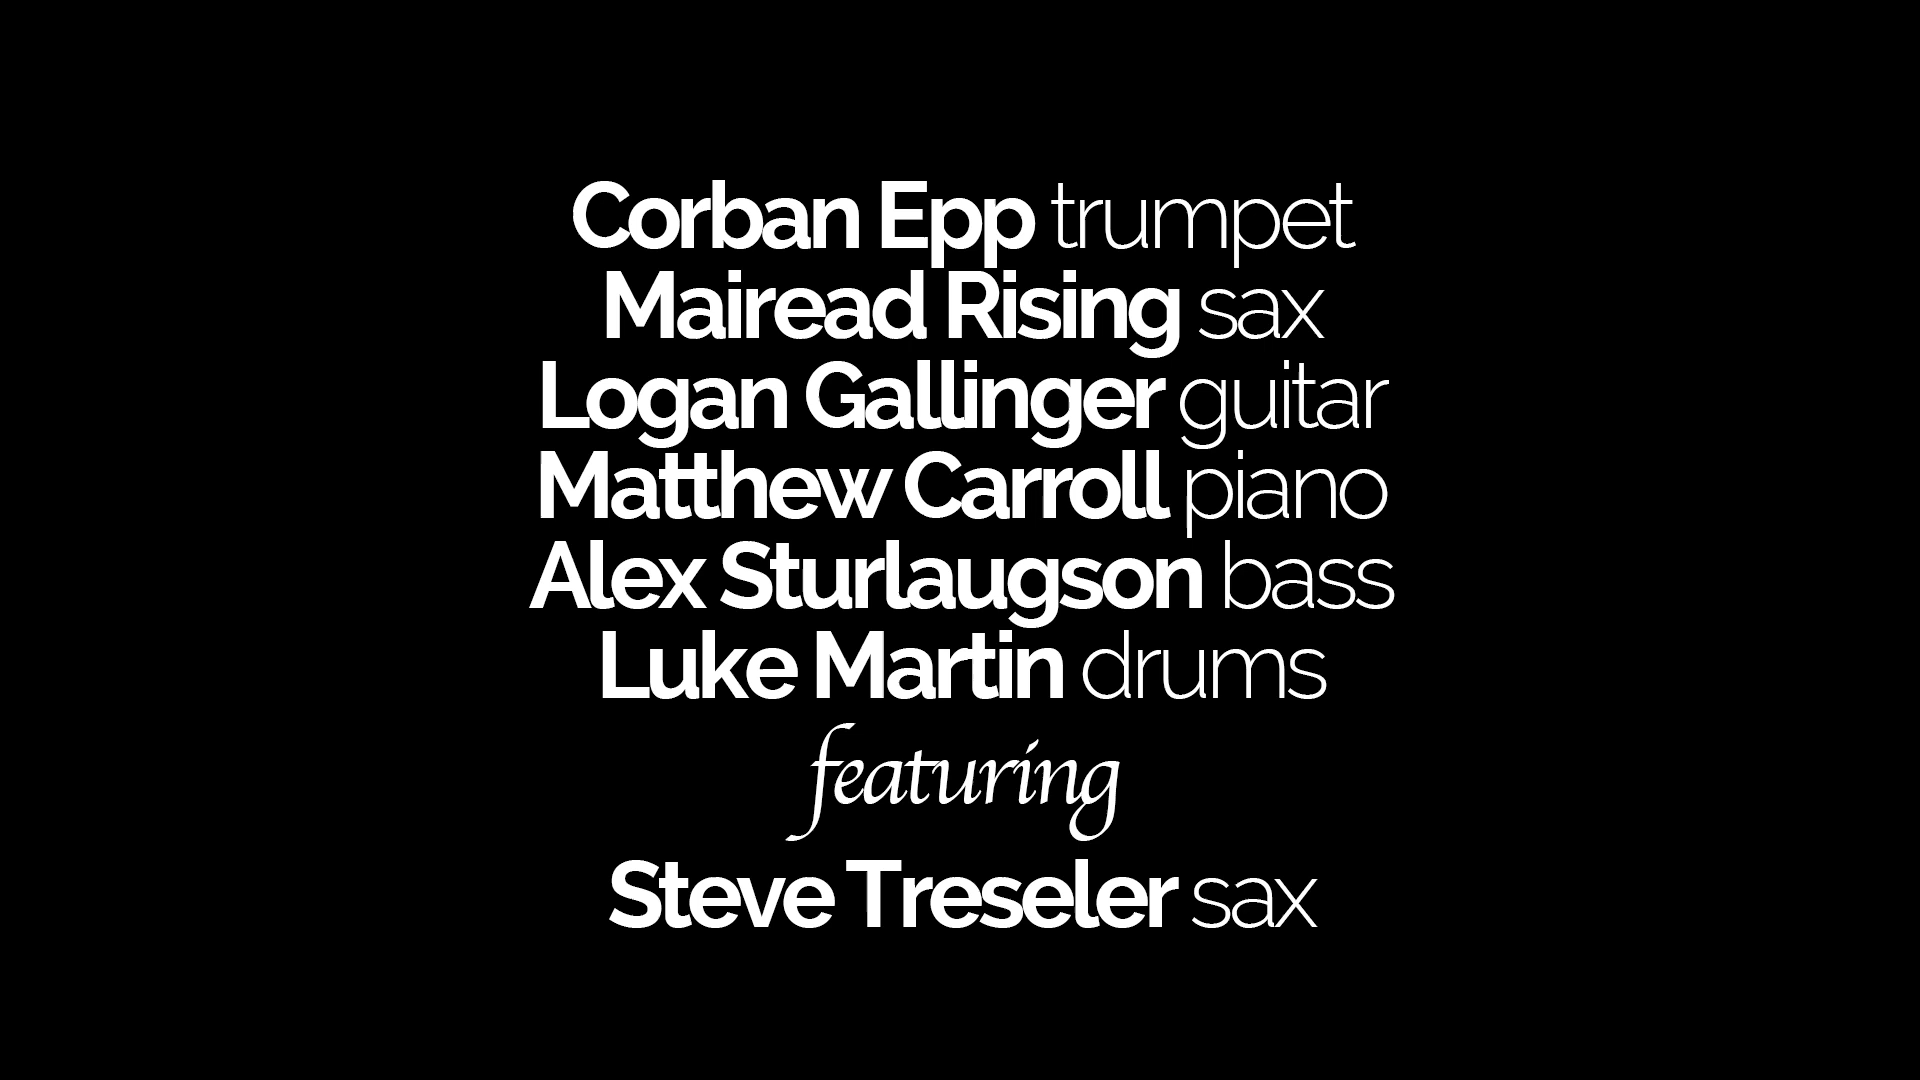 Corban Epp trumpet
Mairead Rising sax
Logan Gallinger guitar
Matthew Carroll piano
Alex Sturlaugson bass
Luke Martin drums
featuring
Steve Treseler sax